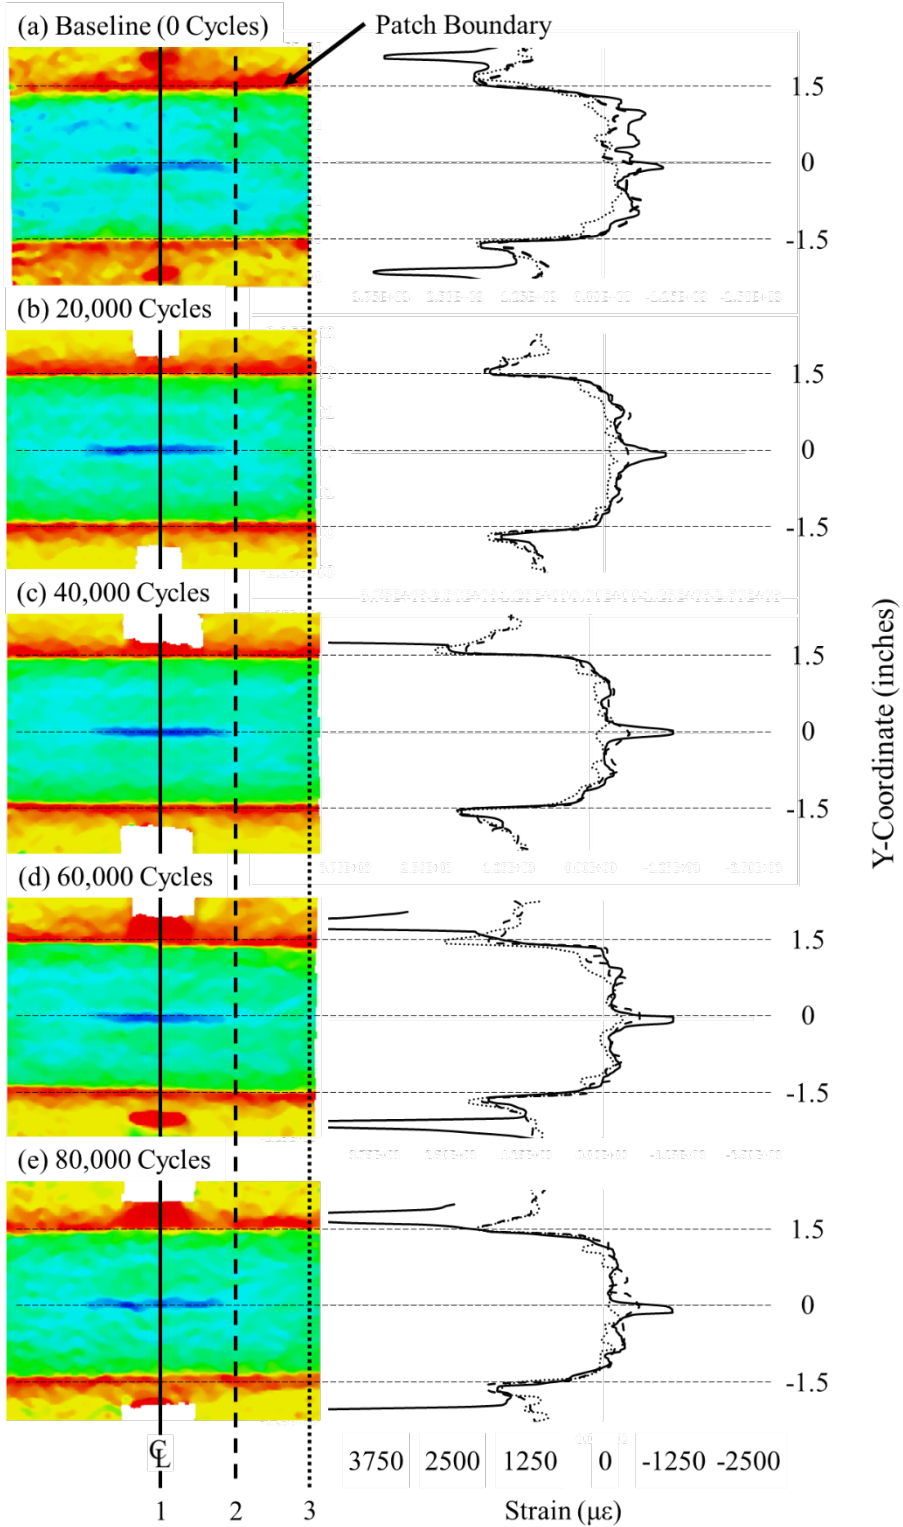 (a) Baseline (0 Cycles)
Patch Boundary
1.5
0
-1.5
(b) 20,000 Cycles
1.5
0
-1.5
(c) 40,000 Cycles
1.5
0
-1.5
(d) 60,000 Cycles
1.5
0
-1.5
(e) 80,000 Cycles
1.5
0
-1.5
Y-Coordinate (inches)
℄
3750 2500 1250 0 -1250 -2500
1 2 3
Strain (με)